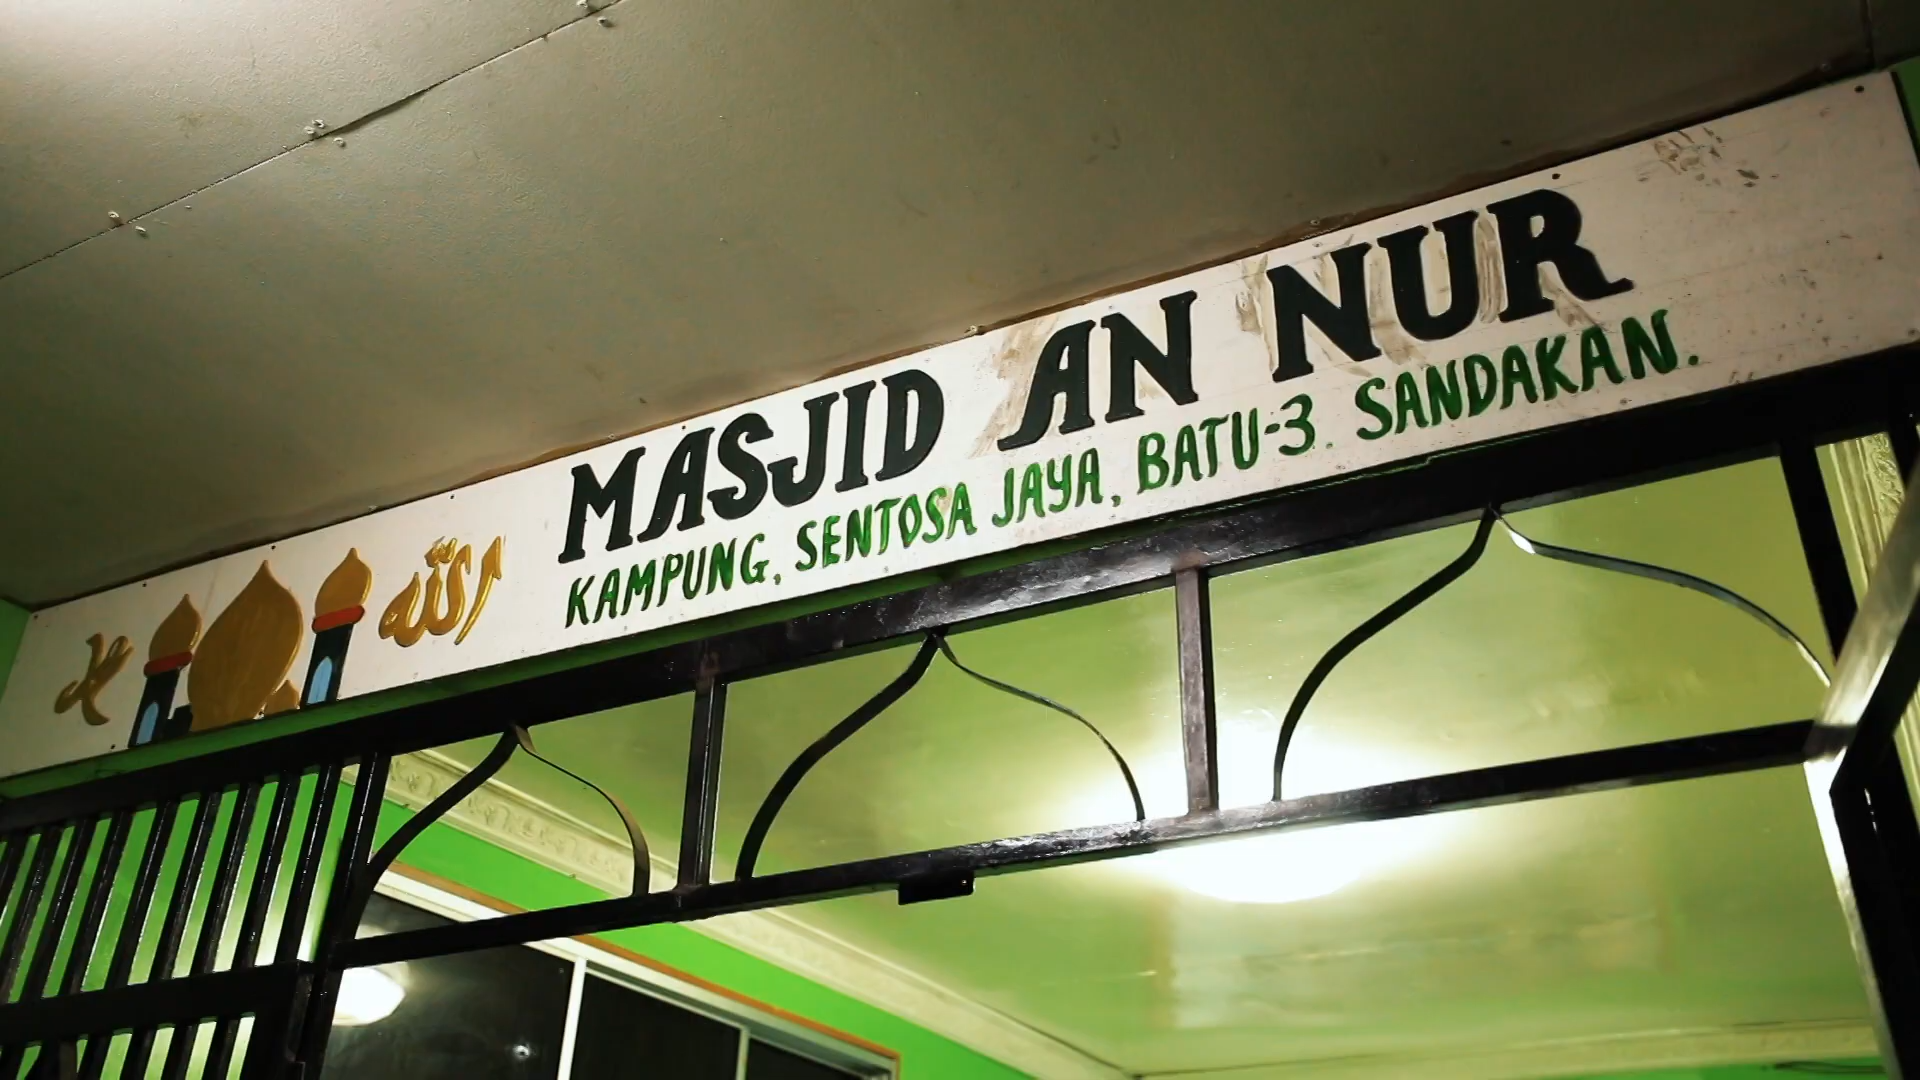 MASJID AN NUR
KAMPUNG, SENTOSA JAYA, BATU-3. SANDAKAN.
الله